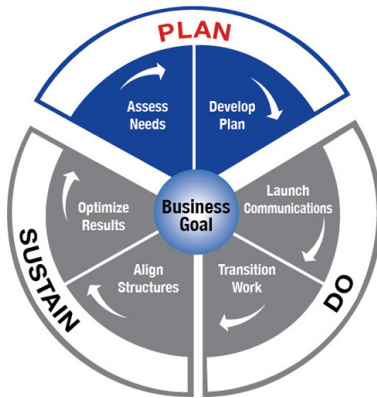 PLAN
Assess
Needs
Develop
Plan
Launch
Communications
Transition
Work
DO
Align
Structures
Optimize
Results
SUSTAIN
Business
Goal